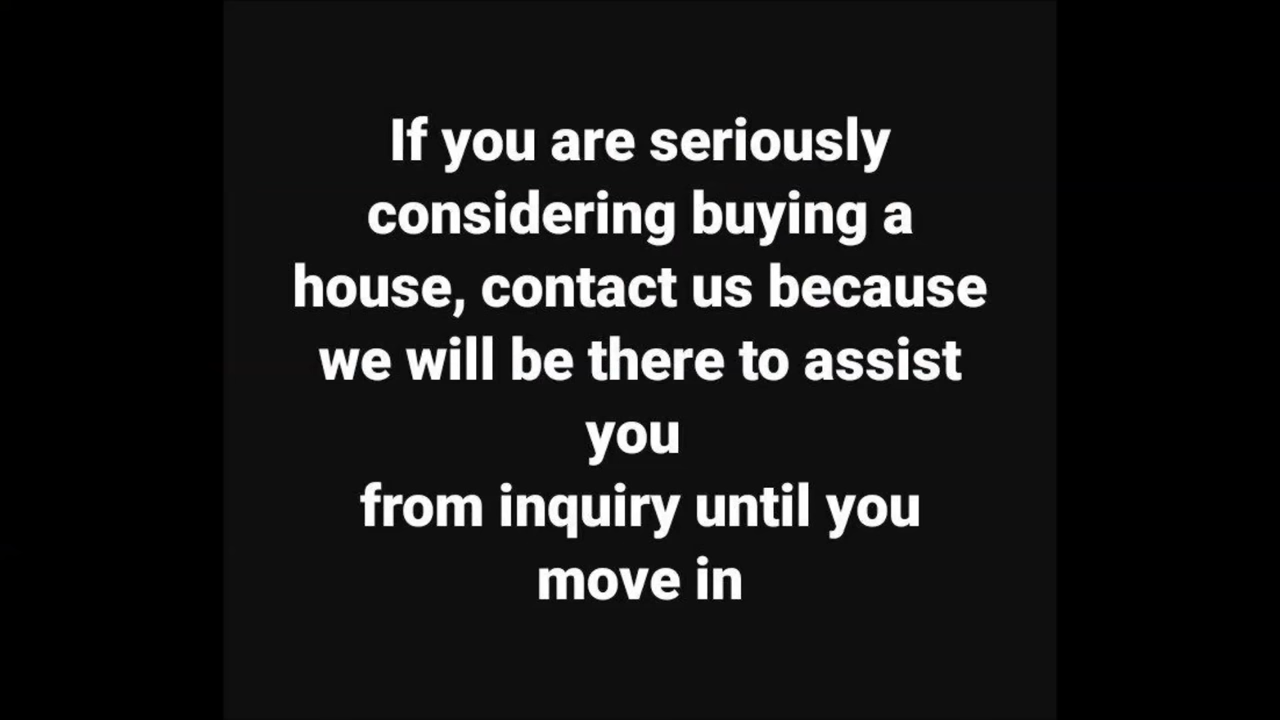 If you are seriously
considering buying a
house, contact us because
we will be there to assist
you
from inquiry until you
move in